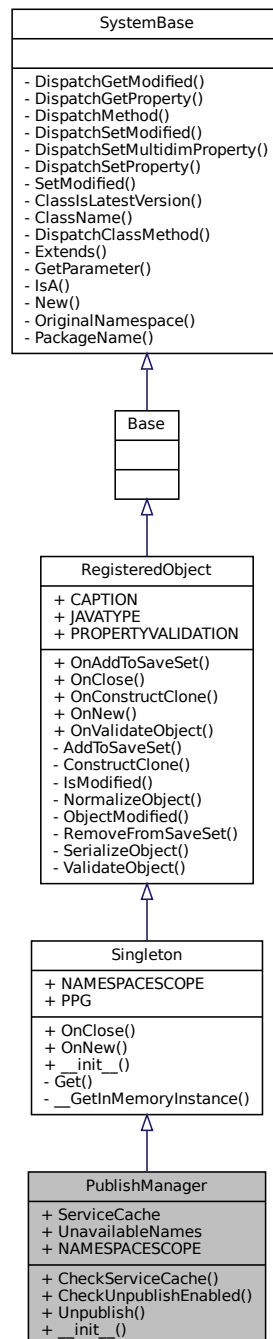 SystemBase
- DispatchGetModified()
- DispatchGetProperty()
- DispatchMethod()
- DispatchSetModified()
- DispatchSetMultidimProperty()
- DispatchSetProperty()
- SetModified()
- ClassIsLatestVersion()
- ClassName()
- DispatchClassMethod()
- Extends()
- GetParameter()
- IsA()
- New()
- OriginalNamespace()
- PackageName()
Base
RegisteredObject
+ CAPTION
+ JAVATYPE
+ PROPERTYVALIDATION
+ OnAddToSaveSet()
+ OnClose()
+ OnConstructClone()
+ OnNew()
+ OnValidateObject()
- AddToSaveSet()
- ConstructClone()
- IsModified()
- NormalizeObject()
- ObjectModified()
- RemoveFromSaveSet()
- SerializeObject()
- ValidateObject()
Singleton
+ NAMESPACESCOPE
+ PPG
+ OnClose()
+ OnNew()
+ __init__()
- Get()
- __GetInMemoryInstance()
PublishManager
+ ServiceCache
+ UnavailableNames
+ NAMESPACESCOPE
+ CheckServiceCache()
+ CheckUnpublishEnabled()
+ Unpublish()
+ __init__()